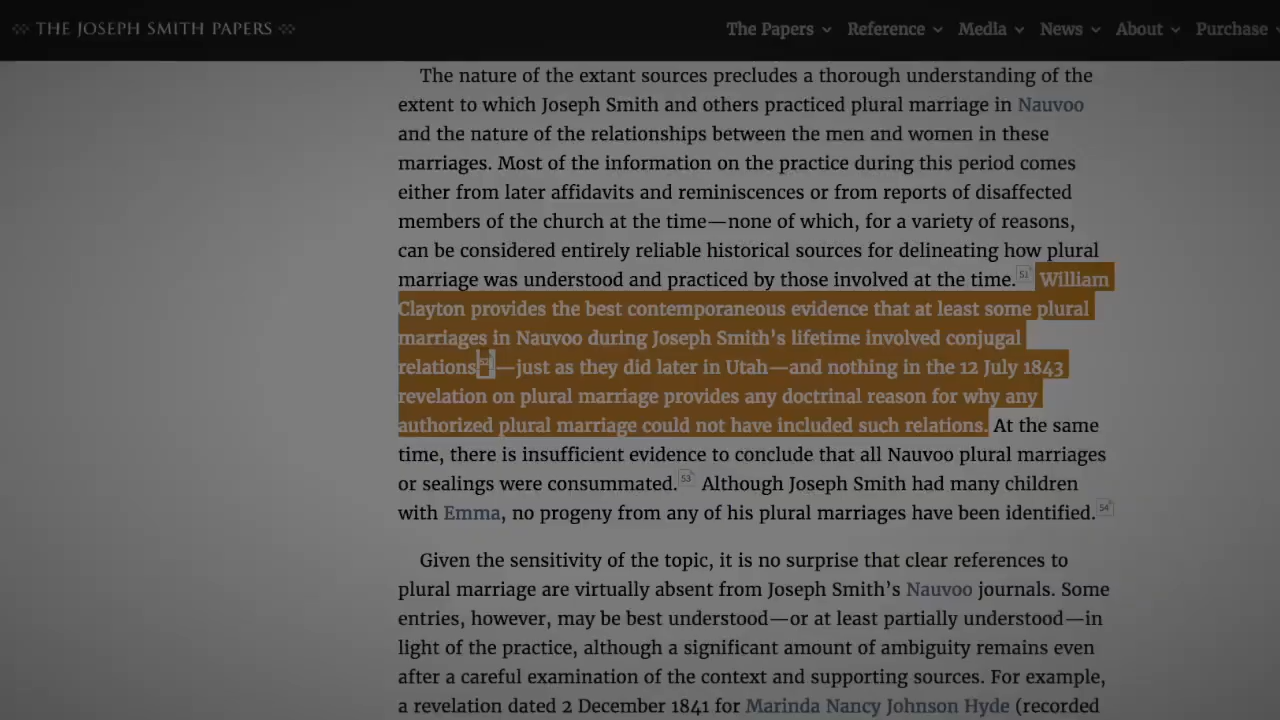 THE JOSEPH SMITH PAPERS
The Papers Reference Media News About Purchase
The nature of the extant sources precludes a thorough understanding of the
extent to which Joseph Smith and others practiced plural marriage in Nauvoo
and the nature of the relationships between the men and women in these
marriages. Most of the information on the practice during this period comes
either from later affidavits and reminiscences or from reports of disaffected
members of the church at the time—none of which, for a variety of reasons,
can be considered entirely reliable historical sources for delineating how plural
marriage was understood and practiced by those involved at the time.51 William
Clayton provides the best contemporaneous evidence that at least some plural
marriages in Nauvoo during Joseph Smith's lifetime involved conjugal
relations52—just as they did later in Utah—and nothing in the 12 July 1843
revelation on plural marriage provides any doctrinal reason for why any
authorized plural marriage could not have included such relations. At the same
time, there is insufficient evidence to conclude that all Nauvoo plural marriages
or sealings were consummated.53 Although Joseph Smith had many children
with Emma, no progeny from any of his plural marriages have been identified.54
Given the sensitivity of the topic, it is no surprise that clear references to
plural marriage are virtually absent from Joseph Smith's Nauvoo journals. Some
entries, however, may be best understood—or at least partially understood—in
light of the practice, although a significant amount of ambiguity remains even
after a careful examination of the context and supporting sources. For example,
a revelation dated 2 December 1841 for Marinda Nancy Johnson Hyde (recorded